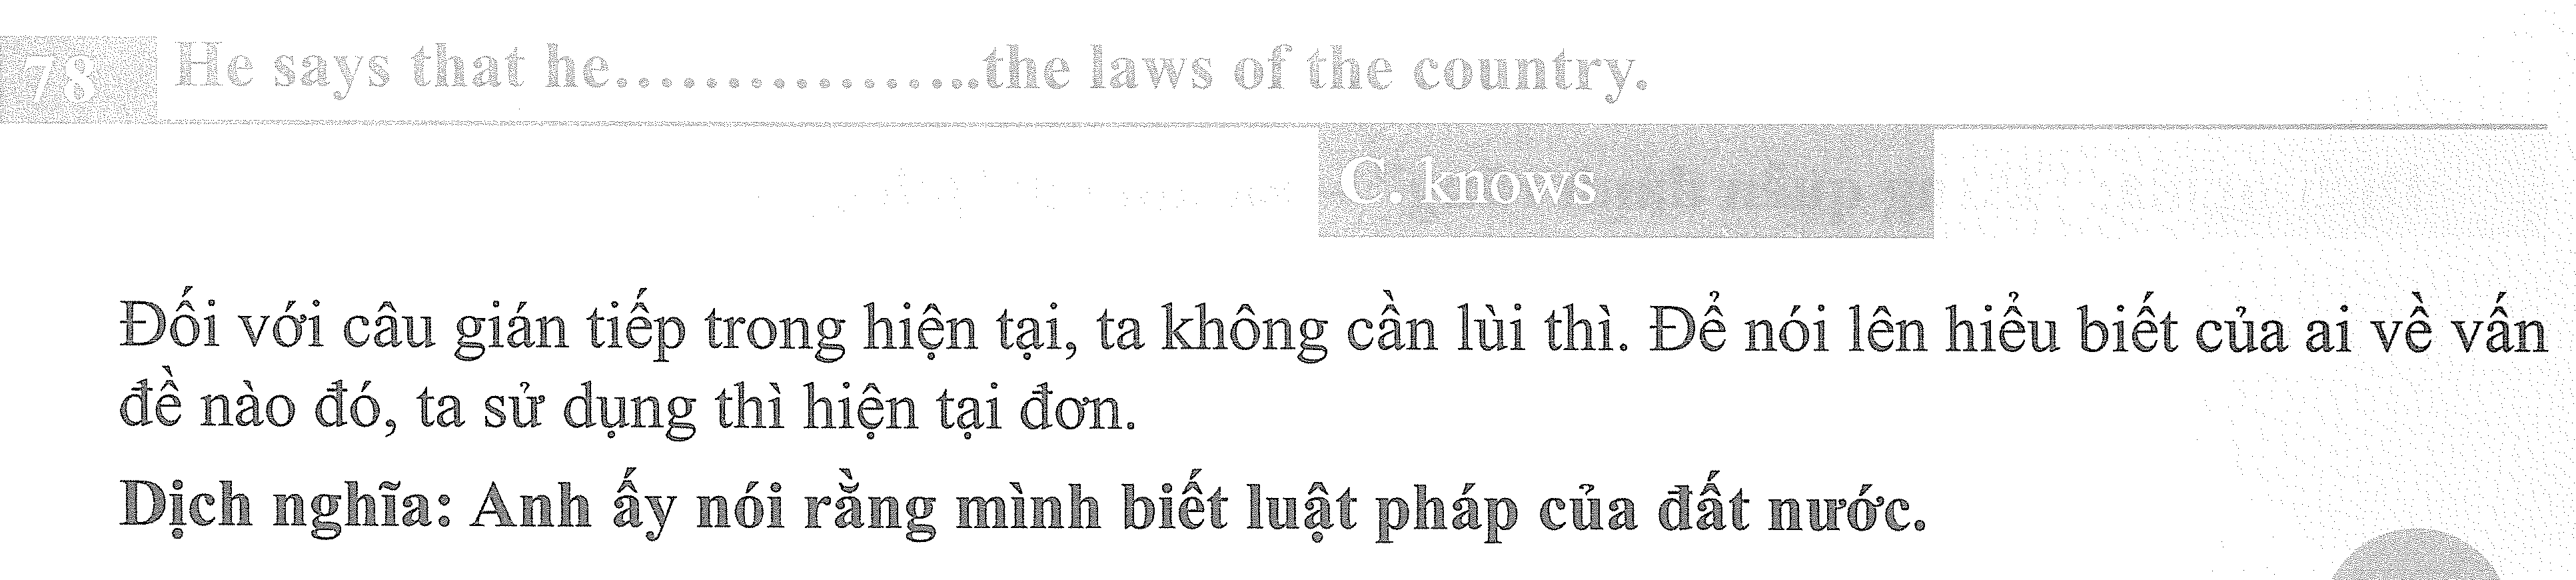 78 He says that he.................the laws of the country.
C. knows
Đối với câu gián tiếp trong hiện tại, ta không cần lùi thì. Để nói lên hiểu biết của ai về vấn
đề nào đó, ta sử dụng thì hiện tại đơn.
Dịch nghĩa: Anh ấy nói rằng mình biết luật pháp của đất nước.